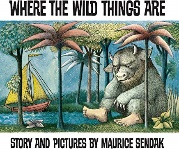 WHERE THE WILD THINGS ARE
STORY AND PICTURES BY MAURICE SENDAK